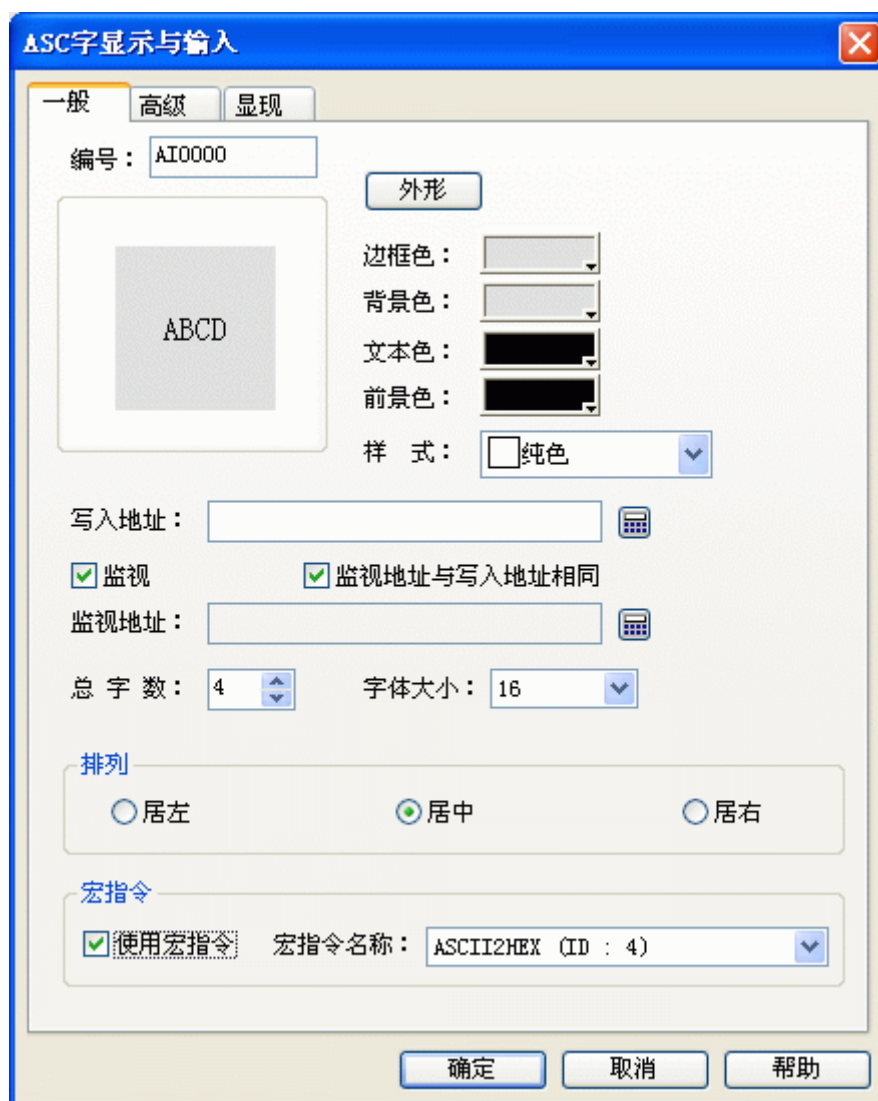 ASC字显示与输入
一般 高级 显现
编号： AI0000
外形
ABCD
边框色：
背景色：
文本色：
前景色：
样 式： 纯色
写入地址：
监视 监视地址与写入地址相同
监视地址：
总 字 数： 4 字体大小： 16
排列
居左 居中 居右
宏指令
使用宏指令 宏指令名称： ASCII2HEX (ID : 4)
确定 取消 帮助